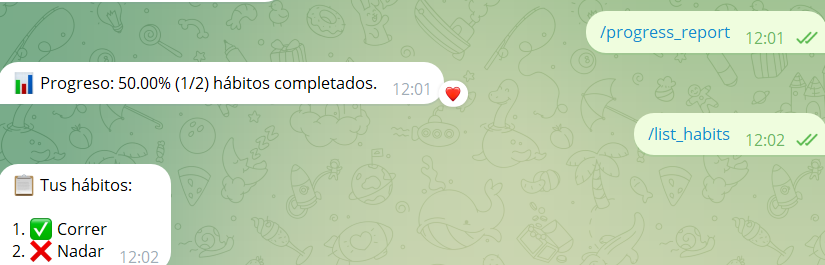 /progress_report 12:01
📊 Progreso: 50.00% (1/2) hábitos completados. 12:01
/list_habits 12:02
📋 Tus hábitos:
1. ✅ Correr
2. ❌ Nadar 12:02